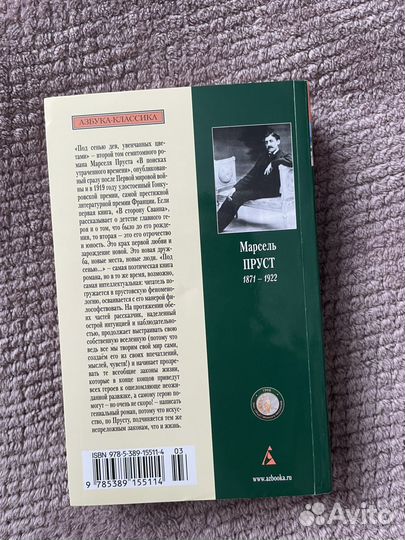 АЗБУКА-КЛАССИКА
«Под сенью дев, увенчанных цве-
тами» – второй том семитомного ро-
мана Марселя Пруста «В поисках
утраченного времени», опубликован-
ный сразу после Первой мировой вой-
ны и в 1919 году удостоенный Гонку-
ровской премии, самой престижной
литературной премии Франции. Если
первая книга, «В сторону Сванна»,
рассказывает о детстве главного ге-
роя и о том, что было до его рожде-
ния, то вторая – это его отрочество
и юность. Это крах первой любви и
зарождение новой. Это новая друж-
ба, новые места, новые люди. «Под
сенью...» – самая поэтическая книга
романа, но в то же время, возможно,
самая интеллектуальная: читатель по-
гружается в прустовскую феномено-
логию, осваивается с его манерой фи-
лософствовать. На протяжении обе-
их частей рассказчик, наделенный
острой интуицией и наблюдательно-
стью, продолжает выстраивать свою
собственную вселенную (потому что
ведь все мы творим свой мир сами,
создаём его из своих впечатлений,
мыслей, чувств!) и начинает прозре-
вать те всеобщие законы жизни,
которые в конце концов приведут
всех героев к ошеломляюще неожи-
данной развязке, а самому герою по-
могут – но очень не скоро! – написать
гениальный роман, потому что искус-
ство, по Прусту, подчиняется тем же
непреложным законам, что и жизнь.
Марсель
ПРУСТ
1871 – 1922
ISBN 978-5-389-15511-4
03
9 785389 155114
www.azbooka.ru
Avito